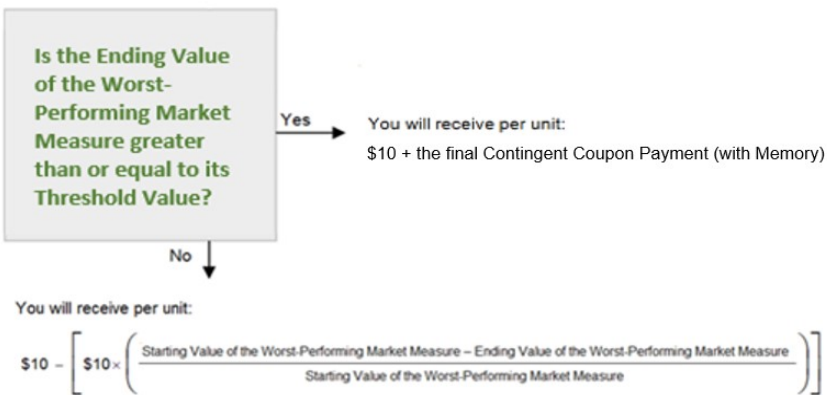 Is the Ending Value
of the Worst-
Performing Market
Measure greater
than or equal to its
Threshold Value?
Yes
You will receive per unit:
$10 + the final Contingent Coupon Payment (with Memory)
No
You will receive per unit:
$10 – [ $10× ( Starting Value of the Worst-Performing Market Measure – Ending Value of the Worst-Performing Market Measure
Starting Value of the Worst-Performing Market Measure ) ]